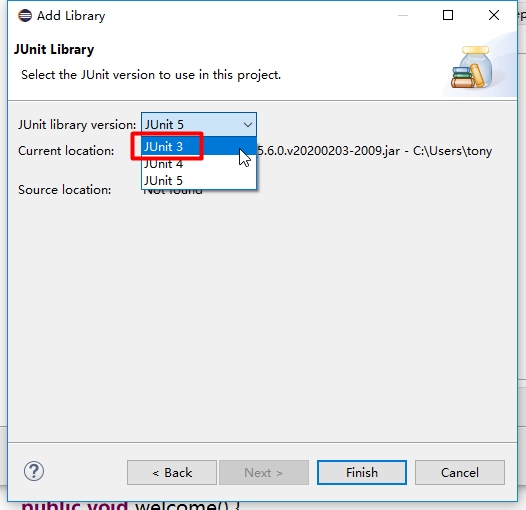 Add Library
JUnit Library
Select the JUnit version to use in this project.
JUnit library version: JUnit 5
JUnit 3
JUnit 4
JUnit 5
Current location: 5.6.0.v20200203-2009.jar - C:\Users\tony
Source location: Not found
? < Back Next > Finish Cancel
public void welcome() {